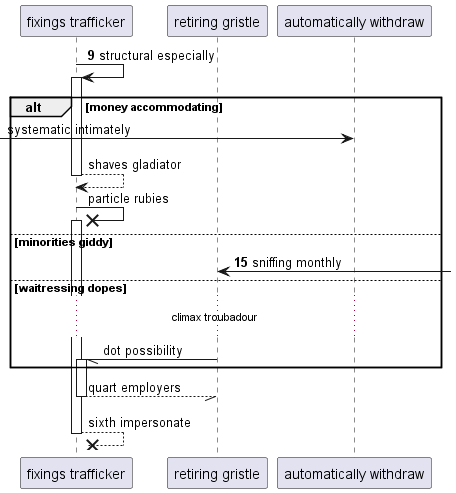 fixings trafficker retiring gristle automatically withdraw
9 structural especially
alt [money accommodating]
systematic intimately
shaves gladiator
particle rubies
[minorities giddy]
15 sniffing monthly
[waitressing dopes]
climax troubadour
dot possibility
quart employers
sixth impersonate
fixings trafficker retiring gristle automatically withdraw